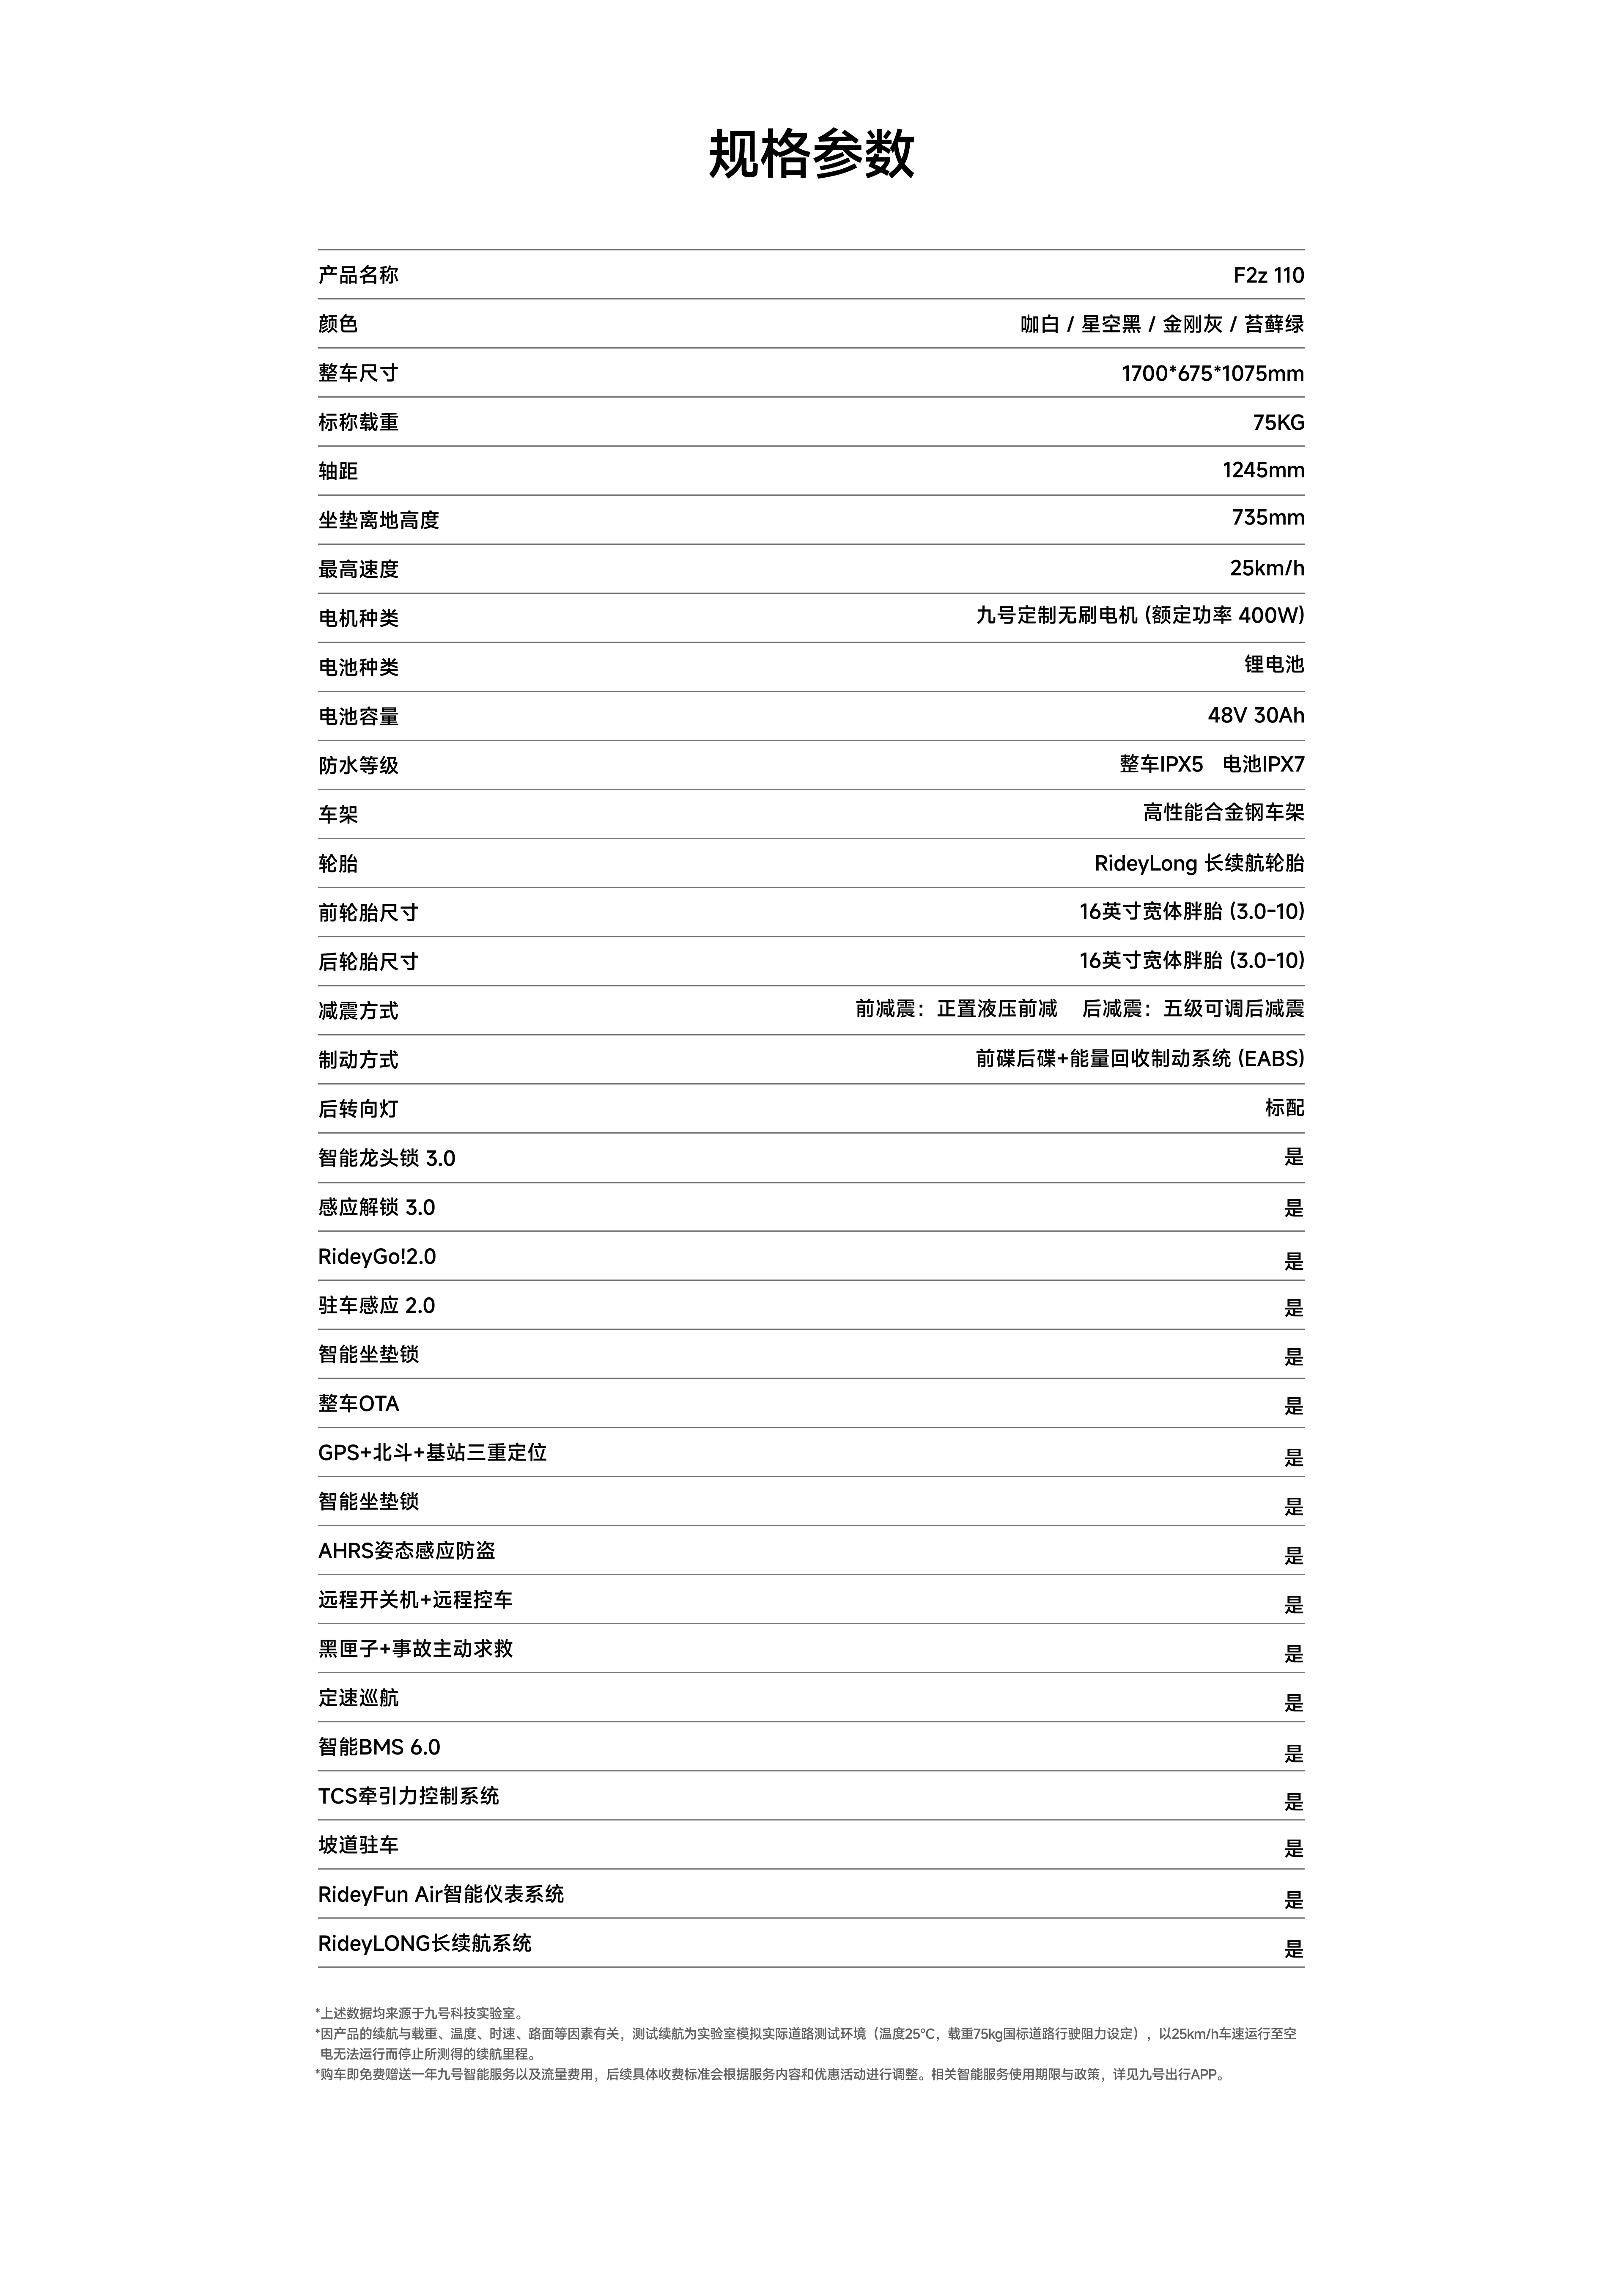 规格参数
产品名称 F2z 110
颜色 咖白 / 星空黑 / 金刚灰 / 苔藓绿
整车尺寸 1700*675*1075mm
标称载重 75KG
轴距 1245mm
坐垫离地高度 735mm
最高速度 25km/h
电机种类 九号定制无刷电机 (额定功率 400W)
电池种类 锂电池
电池容量 48V 30Ah
防水等级 整车IPX5 电池IPX7
车架 高性能合金钢车架
轮胎 RideyLong 长续航轮胎
前轮胎尺寸 16英寸宽体胖胎 (3.0-10)
后轮胎尺寸 16英寸宽体胖胎 (3.0-10)
减震方式 前减震：正置液压前减 后减震：五级可调后减震
制动方式 前碟后碟+能量回收制动系统 (EABS)
后转向灯 标配
智能龙头锁 3.0 是
感应解锁 3.0 是
RideyGo!2.0 是
驻车感应 2.0 是
智能坐垫锁 是
整车OTA 是
GPS+北斗+基站三重定位 是
智能坐垫锁 是
AHRS姿态感应防盗 是
远程开关机+远程控车 是
黑匣子+事故主动求救 是
定速巡航 是
智能BMS 6.0 是
TCS牵引力控制系统 是
坡道驻车 是
RideyFun Air智能仪表系统 是
RideyLONG长续航系统 是
*上述数据均来源于九号科技实验室。
*因产品的续航与载重、温度、时速、路面等因素有关，测试续航为实验室模拟实际道路测试环境（温度25℃，载重75kg国标道路行驶阻力设定），以25km/h车速运行至空
电无法运行而停止所测得的续航里程。
*购车即免费赠送一年九号智能服务以及流量费用，后续具体收费标准会根据服务内容和优惠活动进行调整。相关智能服务使用期限与政策，详见九号出行APP。